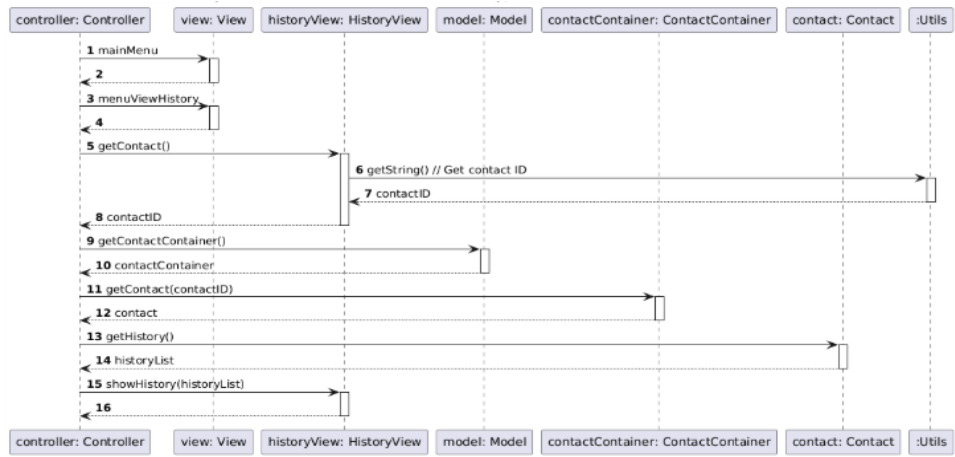 controller: Controller view: View historyView: HistoryView model: Model contactContainer: ContactContainer contact: Contact :Utils
1 mainMenu
2
3 menuViewHistory
4
5 getContact()
6 getString() // Get contact ID
7 contactID
8 contactID
9 getContactContainer()
10 contactContainer
11 getContact(contactID)
12 contact
13 getHistory()
14 historyList
15 showHistory(historyList)
16
controller: Controller view: View historyView: HistoryView model: Model contactContainer: ContactContainer contact: Contact :Utils